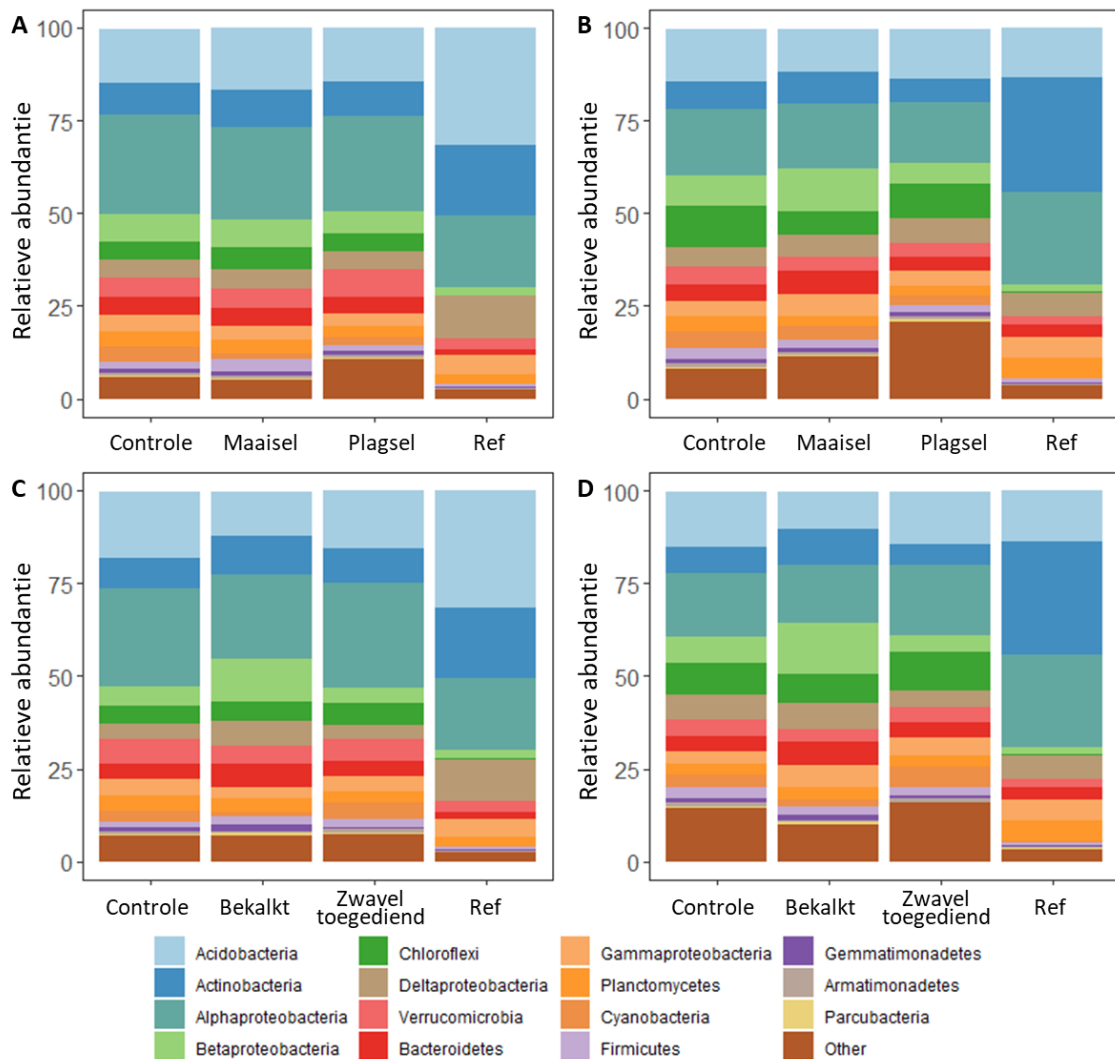 A
Relatieve abundantie
100
75
50
25
0
Controle Maaisel Plagsel Ref
B
Relatieve abundantie
100
75
50
25
0
Controle Maaisel Plagsel Ref
C
Relatieve abundantie
100
75
50
25
0
Controle Bekalkt Zwavel toegediend Ref
D
Relatieve abundantie
100
75
50
25
0
Controle Bekalkt Zwavel toegediend Ref
Acidobacteria Chloroflexi Gammaproteobacteria Gemmatimonadetes
Actinobacteria Deltaproteobacteria Planctomycetes Armatimonadetes
Alphaproteobacteria Verrucomicrobia Cyanobacteria Parcubacteria
Betaproteobacteria Bacteroidetes Firmicutes Other